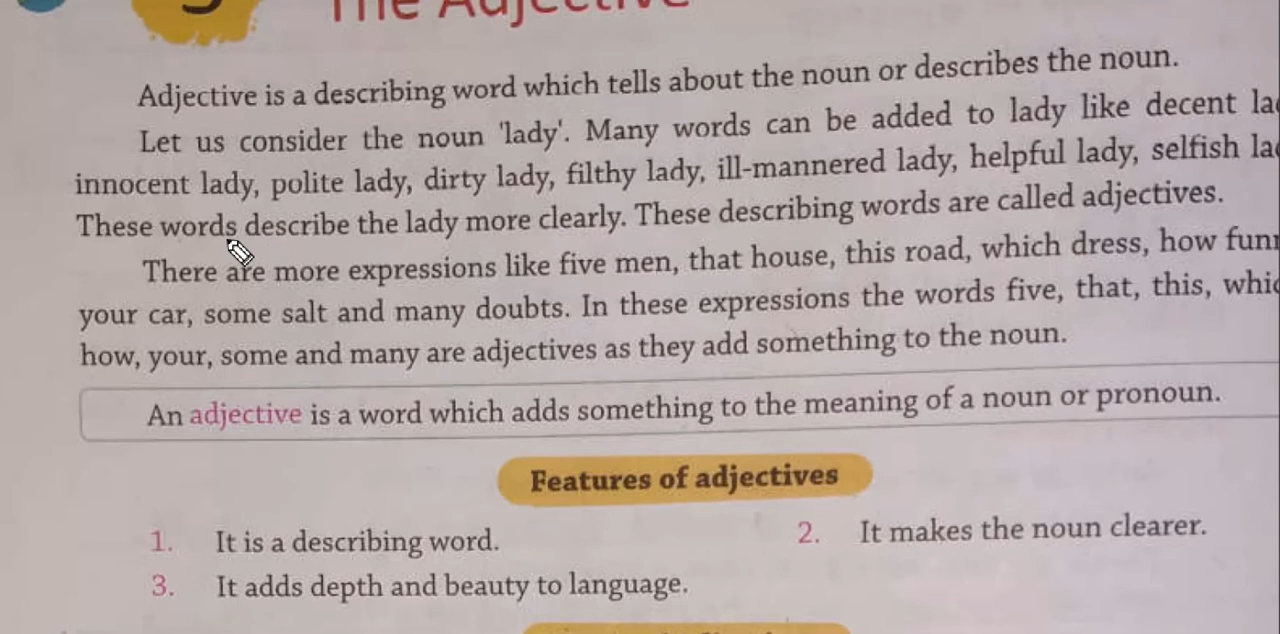 The Adjective
Adjective is a describing word which tells about the noun or describes the noun.
Let us consider the noun 'lady'. Many words can be added to lady like decent
innocent lady, polite lady, dirty lady, filthy lady, ill-mannered lady, helpful lady, selfish
These words describe the lady more clearly. These describing words are called adjectives.
There are more expressions like five men, that house, this road, which dress, how
your car, some salt and many doubts. In these expressions the words five, that, this,
how, your, some and many are adjectives as they add something to the noun.
An adjective is a word which adds something to the meaning of a noun or pronoun.
Features of adjectives
1. It is a describing word.
2. It makes the noun clearer.
3. It adds depth and beauty to language.